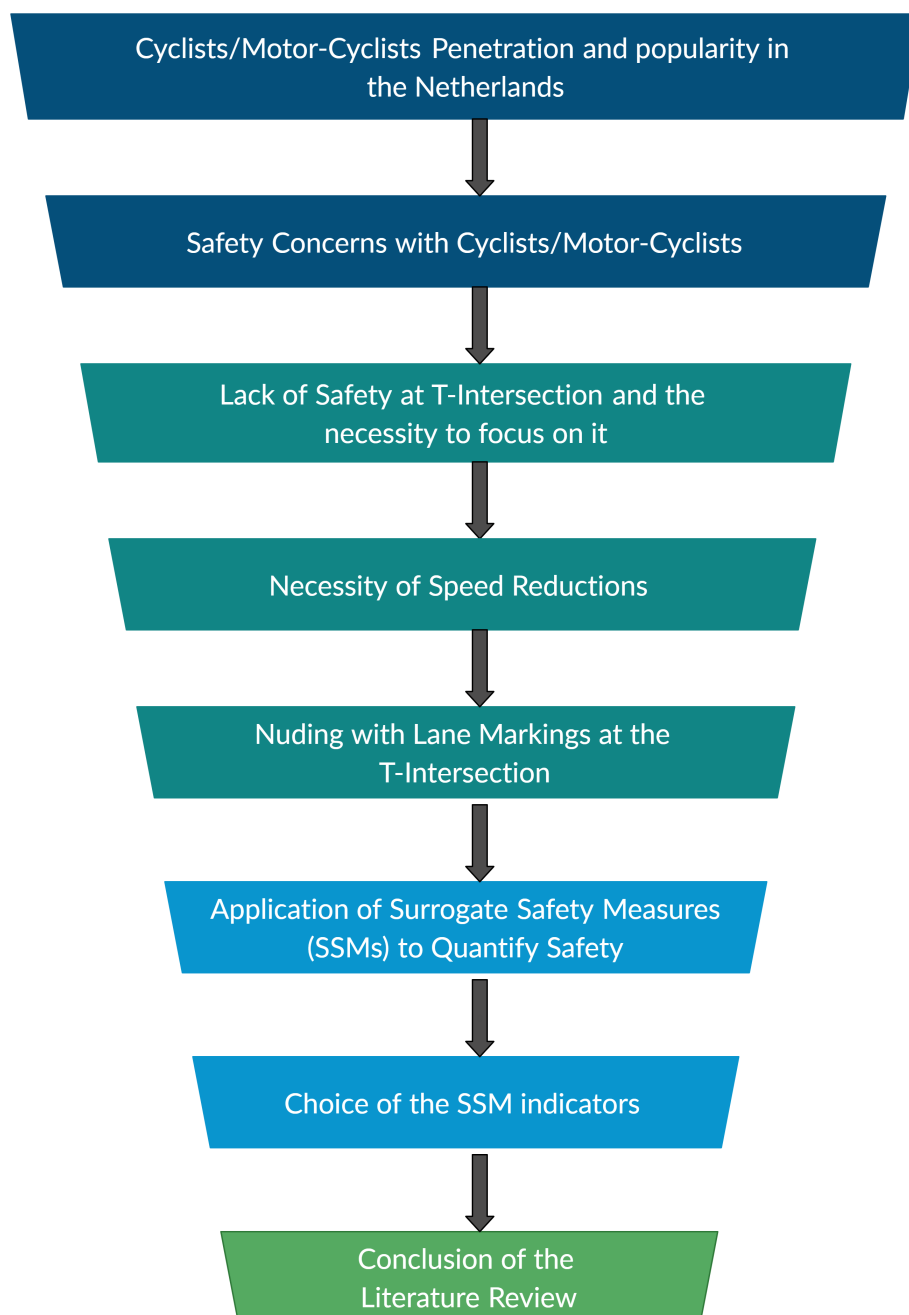 Cyclists/Motor-Cyclists Penetration and popularity in
the Netherlands
Safety Concerns with Cyclists/Motor-Cyclists
Lack of Safety at T-Intersection and the
necessity to focus on it
Necessity of Speed Reductions
Nuding with Lane Markings at the
T-Intersection
Application of Surrogate Safety Measures
(SSMs) to Quantify Safety
Choice of the SSM indicators
Conclusion of the
Literature Review